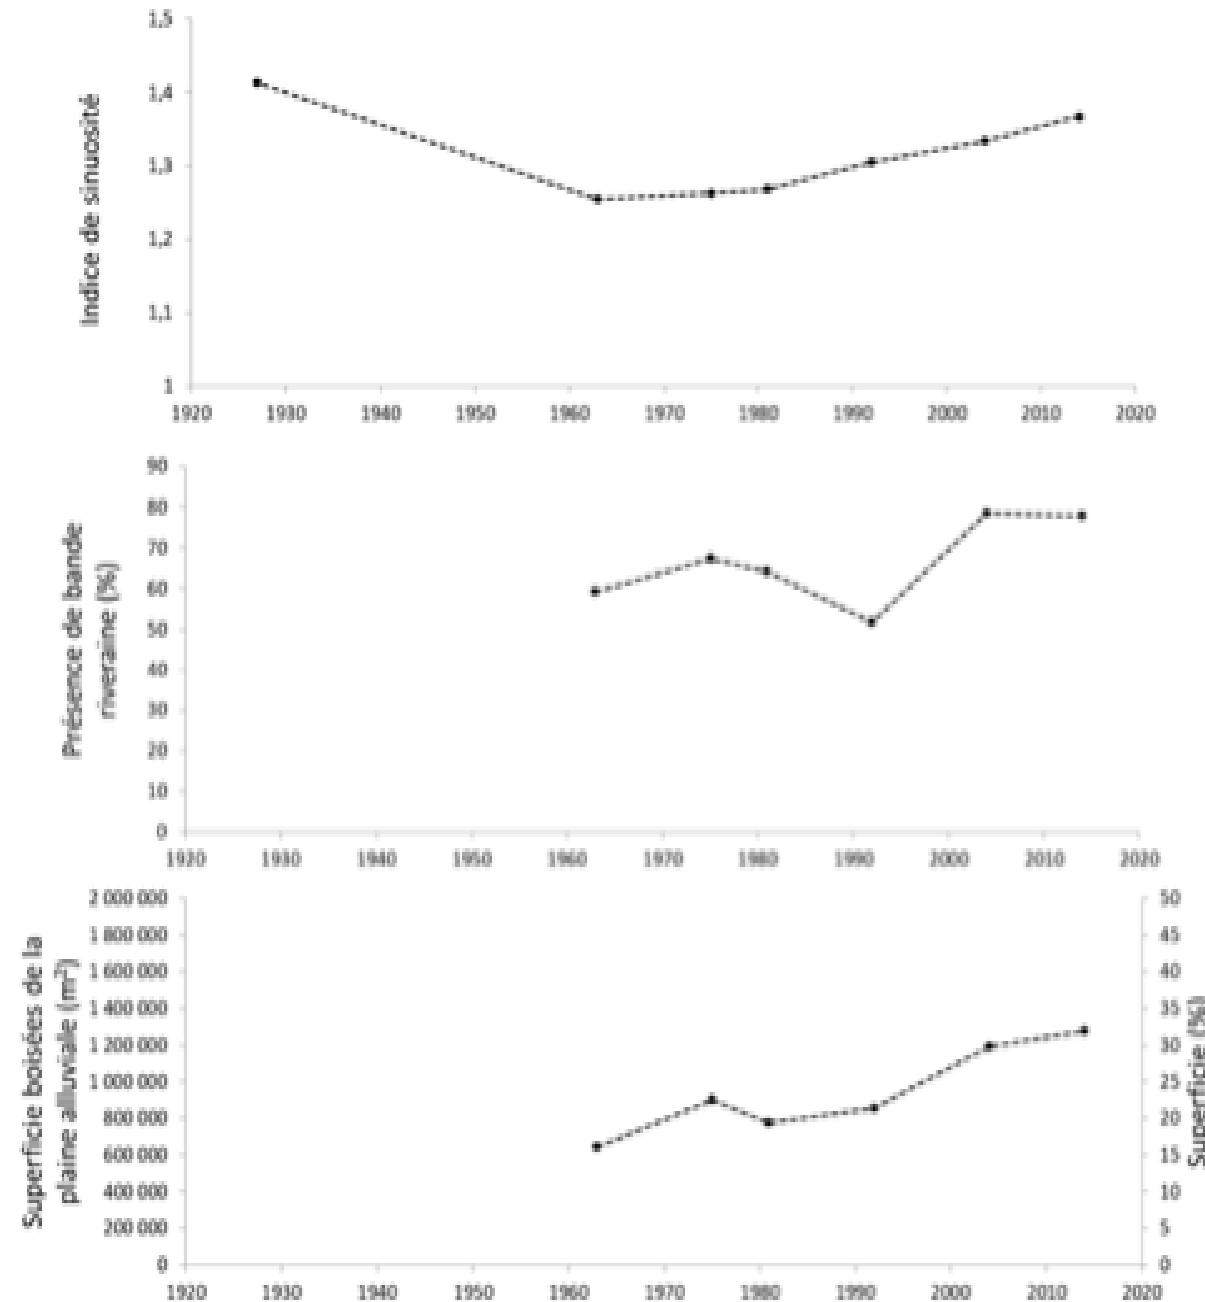 Indice de sinuosité
1,5
1,4
1,3
1,2
1,1
1
1920 1930 1940 1950 1960 1970 1980 1990 2000 2010 2020
Présence de bande
riveraine (%)
90
80
70
60
50
40
30
20
10
0
1920 1930 1940 1950 1960 1970 1980 1990 2000 2010 2020
Superficie boisées de la
plaine alluviale (m²)
2 000 000
1 800 000
1 600 000
1 400 000
1 200 000
1 000 000
800 000
600 000
400 000
200 000
0
50
45
40
35
30
25
20
15
10
5
0
Superficie (%)
1920 1930 1940 1950 1960 1970 1980 1990 2000 2010 2020